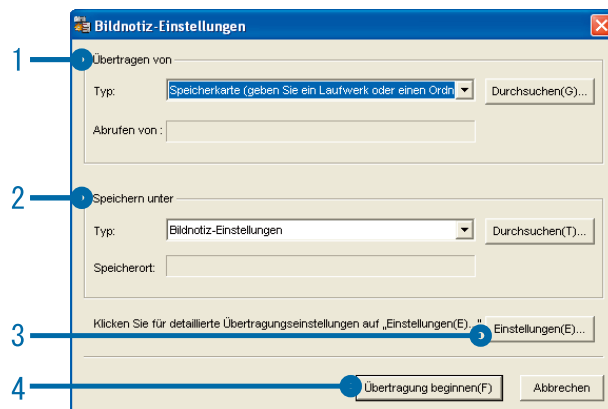 Bildnotiz-Einstellungen
1
Übertragen von
Typ: Speicherkarte (geben Sie ein Laufwerk oder einen Ordn Durchsuchen(G)...
Abrufen von :
2
Speichern unter
Typ: Bildnotiz-Einstellungen Durchsuchen(T)...
Speicherort:
Klicken Sie für detaillierte Übertragungseinstellungen auf „Einstellungen(E)..." Einstellungen(E)...
3
4
Übertragung beginnen(F) Abbrechen